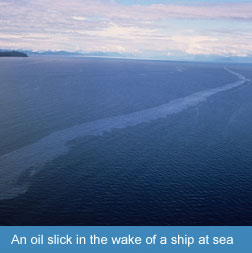 An oil slick in the wake of a ship at sea